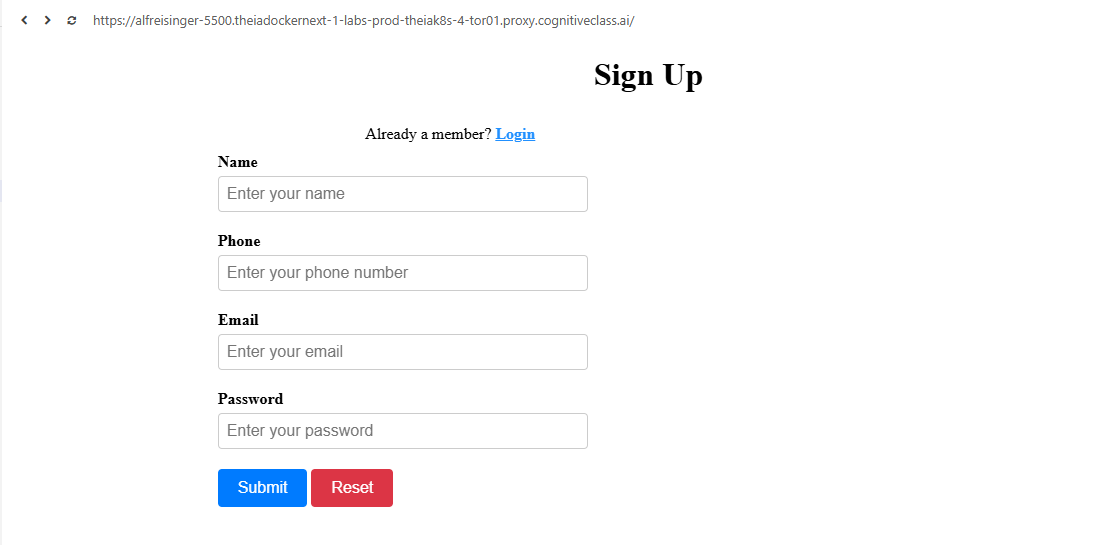 https://alfreisinger-5500.theiadockernext-1-labs-prod-theiak8s-4-tor01.proxy.cognitiveclass.ai/
Sign Up
Already a member? Login
Name
Enter your name
Phone
Enter your phone number
Email
Enter your email
Password
Enter your password
Submit Reset